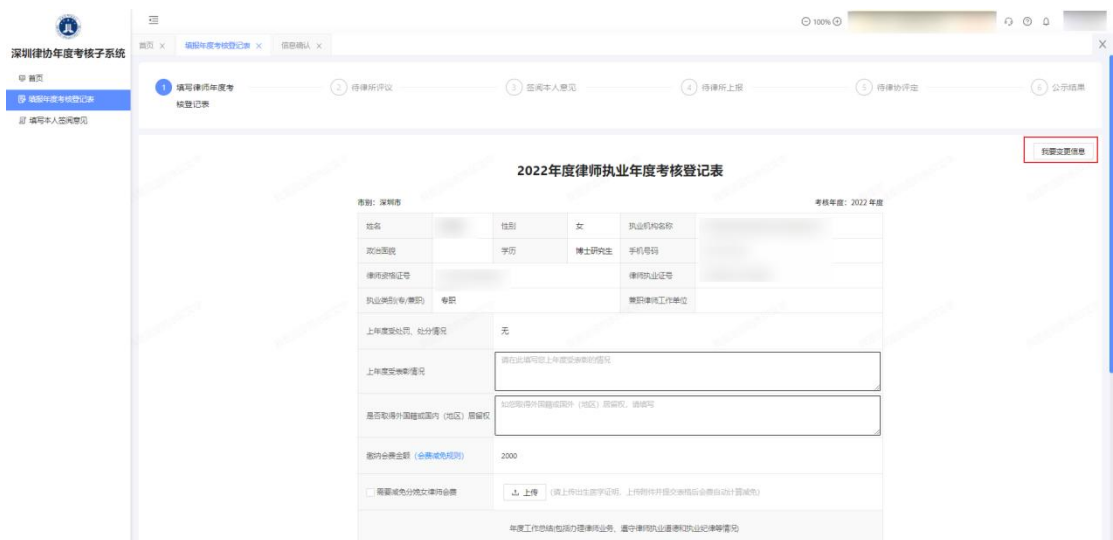 100%
深圳律协年度考核子系统
首页
填报年度考核登记表
填写本人签阅意见
首页 × 填报年度考核登记表 × 信息确认 × X
1 填写律师年度考核登记表
2 待律所评议
3 签阅本人意见
4 待律所上报
5 待律协评定
6 公示结果
我要变更信息
2022年度律师执业年度考核登记表
市别：深圳市 考核年度：2022 年度
姓名 性别 女 执业机构名称
政治面貌 学历 博士研究生 手机号码
律师资格证号 律师执业证号
执业类别(专/兼职) 专职 兼职律师工作单位
上年度受处罚、处分情况 无
上年度受表彰情况 请在此填写您上年度受表彰的情况
是否取得外国籍或国内（地区）居留权 如您取得外国籍或国外（地区）居留权，请填写
缴纳会费金额（会费减免规则） 2000
需要减免分娩女律师会费 上传 (请上传出生医学证明，上传附件并提交表格后会费自动计算减免)
年度工作总结(包括办理律师业务、遵守律师执业道德和执业纪律等情况)